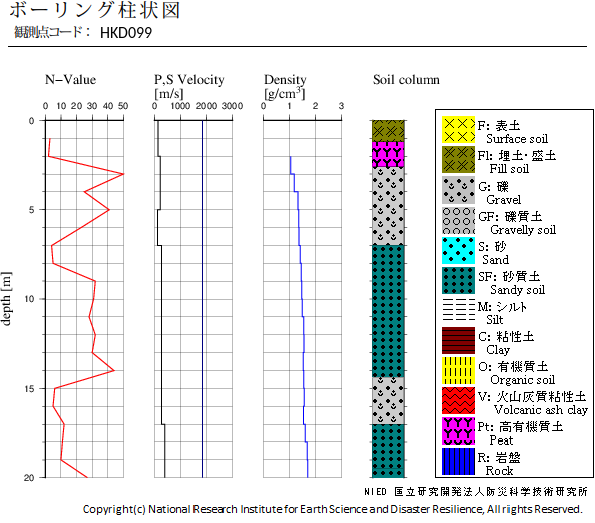 ボーリング柱状図
観測点コード： HKD099
N−Value P,S Velocity Density Soil column
[m/s] [g/cm³]
0 10 20 30 40 50 0 1000 2000 3000 0 1 2 3
0
5
10
15
20
depth [m]
F: 表土
Surface soil
Fl: 埋土・盛土
Fill soil
G: 礫
Gravel
GF: 礫質土
Gravelly soil
S: 砂
Sand
SF: 砂質土
Sandy soil
M: シルト
Silt
C: 粘性土
Clay
O: 有機質土
Organic soil
V: 火山灰質粘性土
Volcanic ash clay
Pt: 高有機質土
Peat
R: 岩盤
Rock
NIED 国立研究開発法人防災科学技術研究所
Copyright(c) National Research Institute for Earth Science and Disaster Resilience, All rights Reserved.